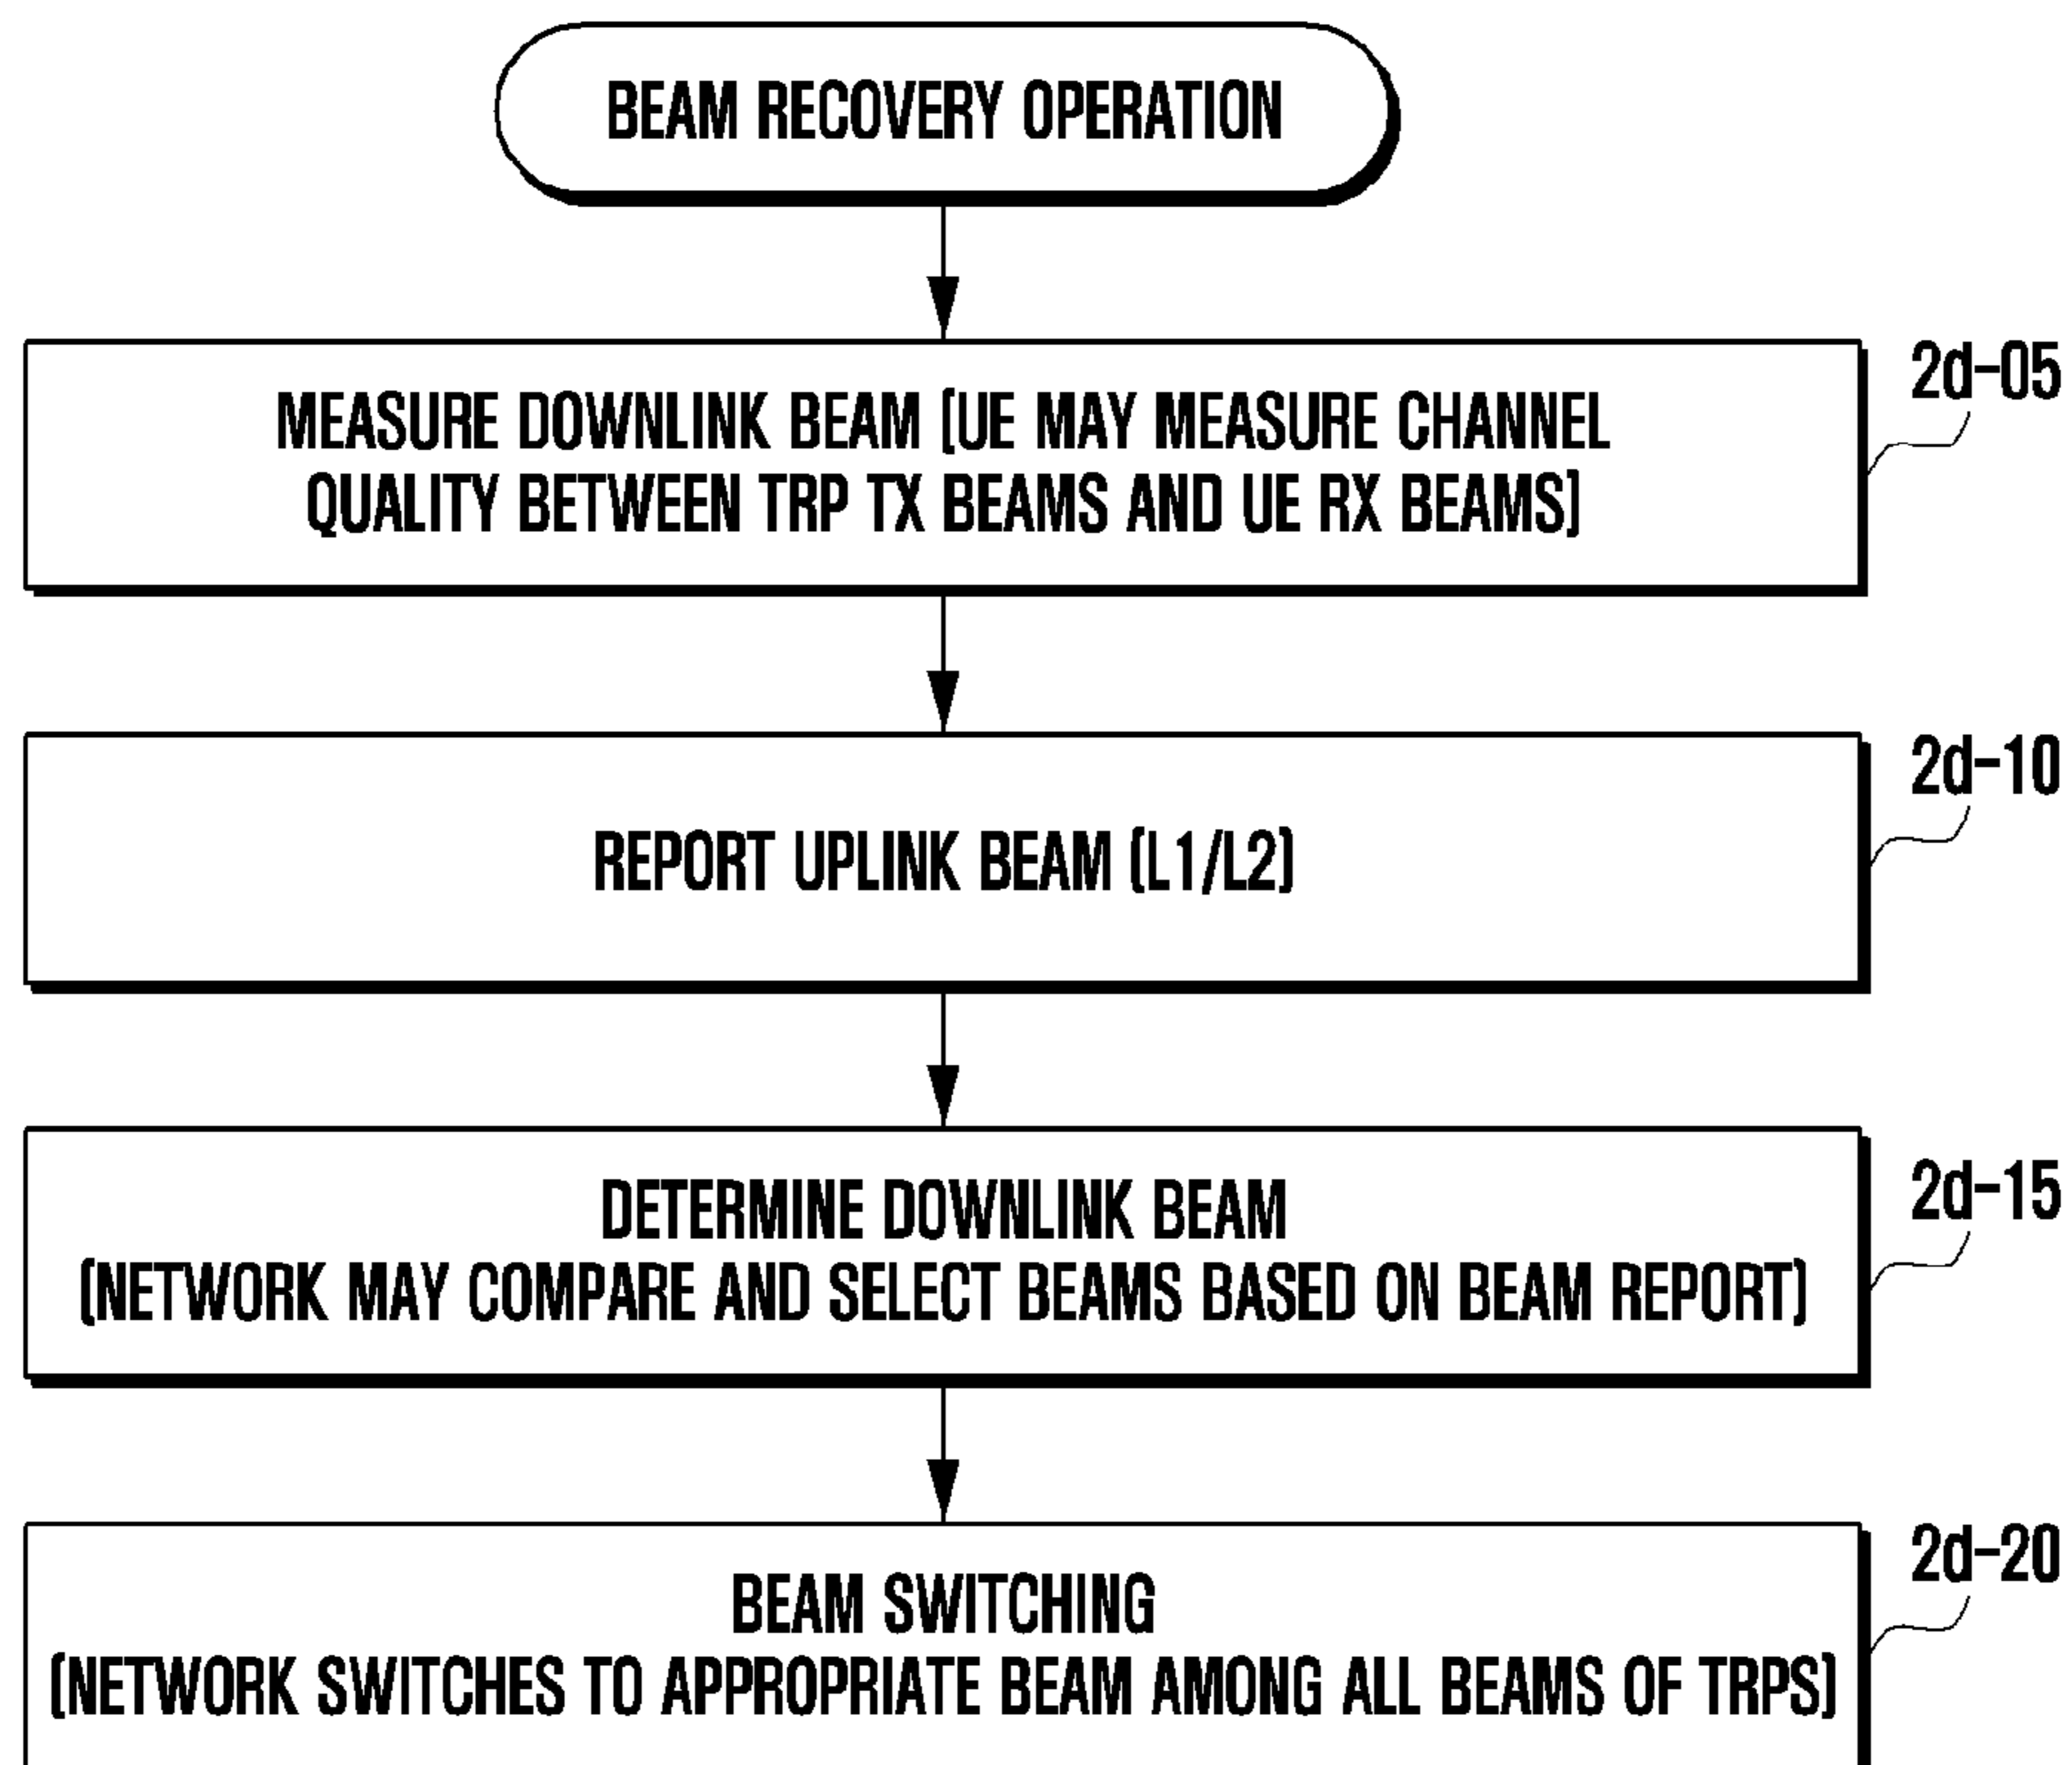 BEAM RECOVERY OPERATION
2d-05
MEASURE DOWNLINK BEAM (UE MAY MEASURE CHANNEL
QUALITY BETWEEN TRP TX BEAMS AND UE RX BEAMS)
2d-10
REPORT UPLINK BEAM (L1/L2)
2d-15
DETERMINE DOWNLINK BEAM
(NETWORK MAY COMPARE AND SELECT BEAMS BASED ON BEAM REPORT)
2d-20
BEAM SWITCHING
(NETWORK SWITCHES TO APPROPRIATE BEAM AMONG ALL BEAMS OF TRPS)